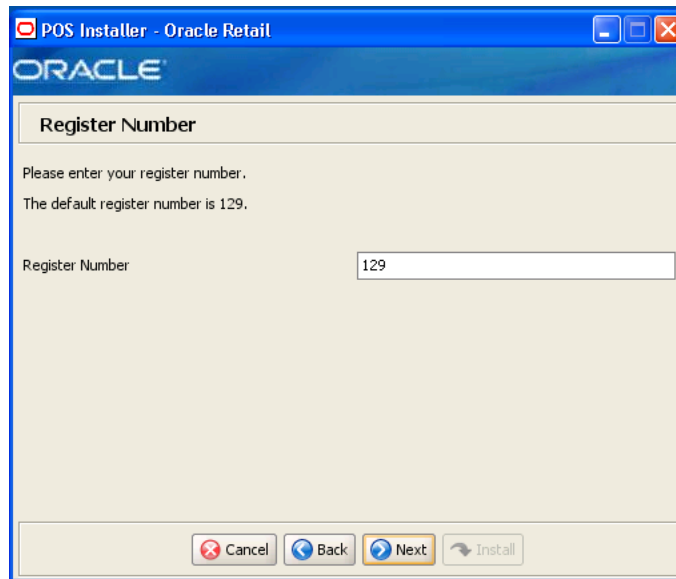 POS Installer - Oracle Retail
ORACLE
Register Number
Please enter your register number.
The default register number is 129.
Register Number 129
Cancel Back Next Install